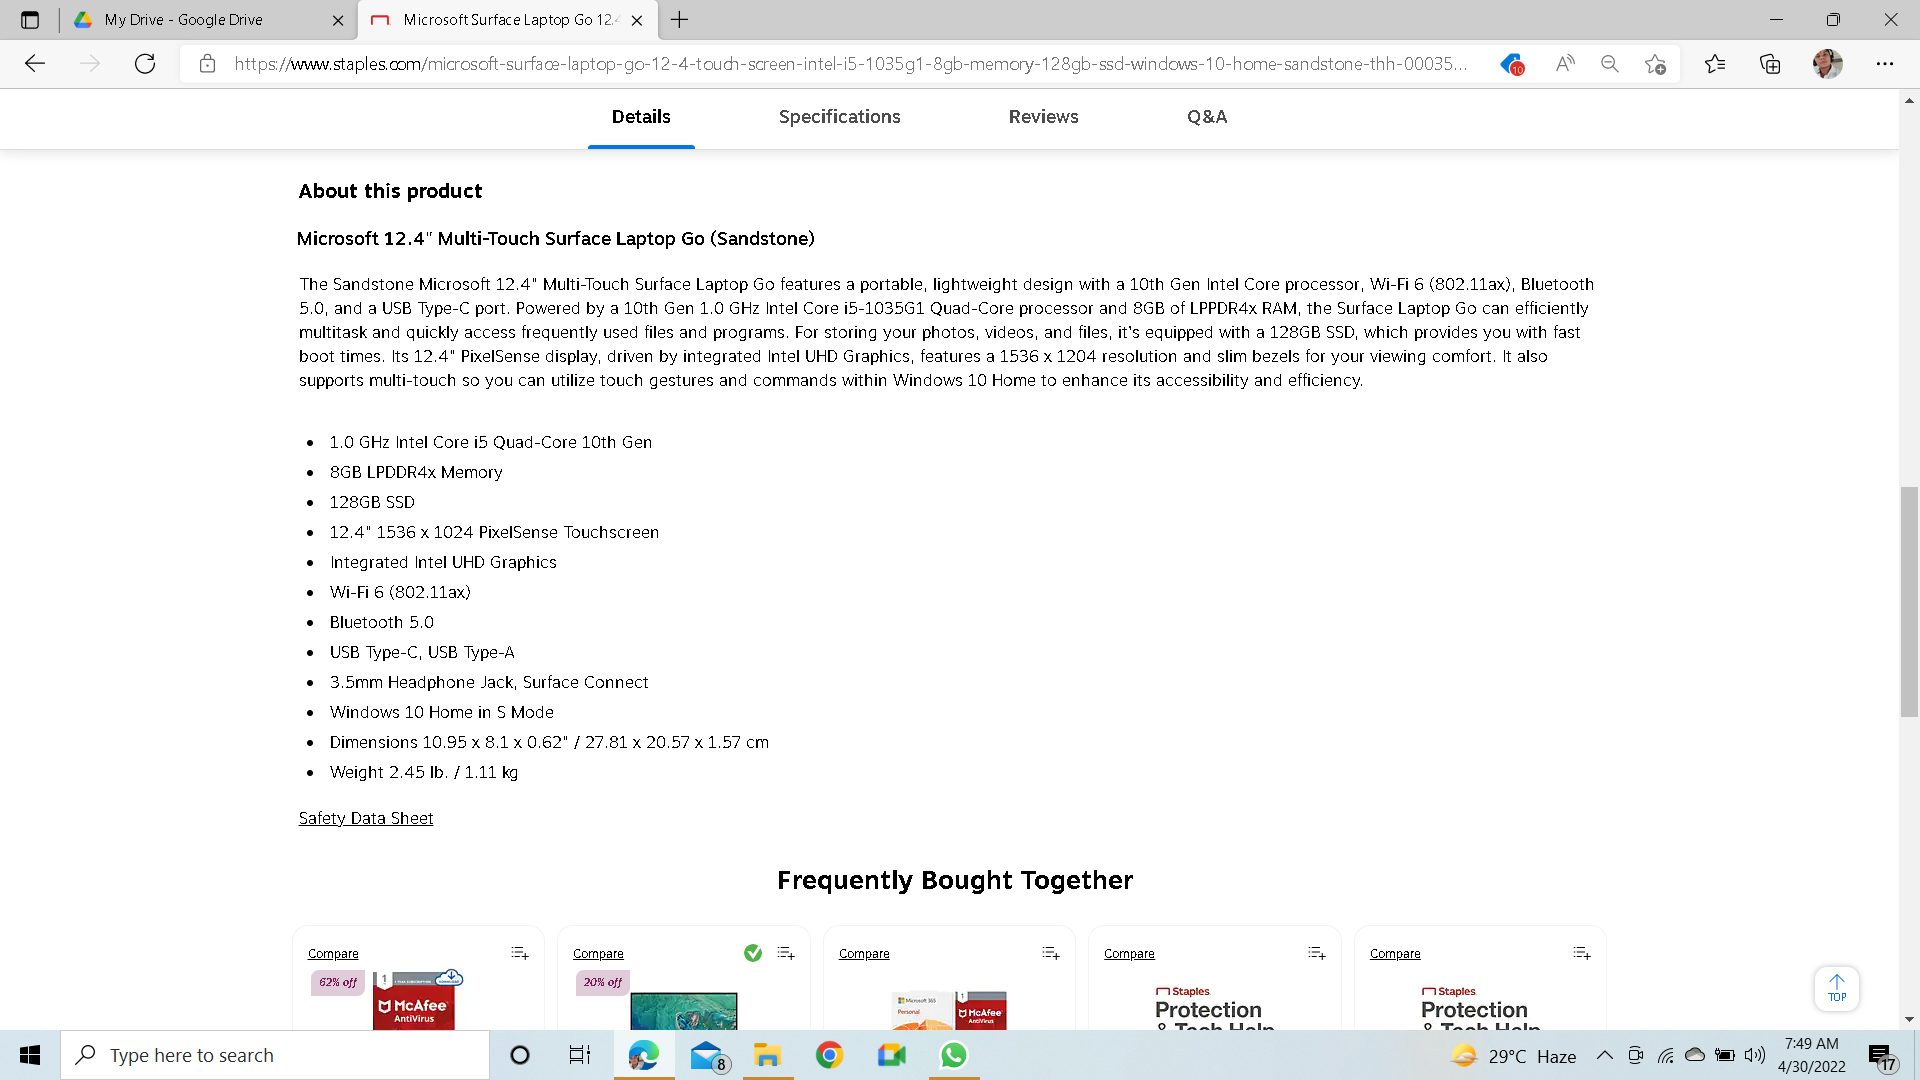 My Drive - Google Drive
Microsoft Surface Laptop Go 12.4
https://www.staples.com/microsoft-surface-laptop-go-12-4-touch-screen-intel-i5-1035g1-8gb-memory-128gb-ssd-windows-10-home-sandstone-thh-00035...
10
Details Specifications Reviews Q&A
About this product
Microsoft 12.4" Multi-Touch Surface Laptop Go (Sandstone)
The Sandstone Microsoft 12.4" Multi-Touch Surface Laptop Go features a portable, lightweight design with a 10th Gen Intel Core processor, Wi-Fi 6 (802.11ax), Bluetooth
5.0, and a USB Type-C port. Powered by a 10th Gen 1.0 GHz Intel Core i5-1035G1 Quad-Core processor and 8GB of LPPDR4x RAM, the Surface Laptop Go can efficiently
multitask and quickly access frequently used files and programs. For storing your photos, videos, and files, it's equipped with a 128GB SSD, which provides you with fast
boot times. Its 12.4" PixelSense display, driven by integrated Intel UHD Graphics, features a 1536 x 1204 resolution and slim bezels for your viewing comfort. It also
supports multi-touch so you can utilize touch gestures and commands within Windows 10 Home to enhance its accessibility and efficiency.
• 1.0 GHz Intel Core i5 Quad-Core 10th Gen
• 8GB LPDDR4x Memory
• 128GB SSD
• 12.4" 1536 x 1024 PixelSense Touchscreen
• Integrated Intel UHD Graphics
• Wi-Fi 6 (802.11ax)
• Bluetooth 5.0
• USB Type-C, USB Type-A
• 3.5mm Headphone Jack, Surface Connect
• Windows 10 Home in S Mode
• Dimensions 10.95 x 8.1 x 0.62" / 27.81 x 20.57 x 1.57 cm
• Weight 2.45 lb. / 1.11 kg
Safety Data Sheet
Frequently Bought Together
Compare Compare Compare Compare Compare
62% off
1
McAfee
AntiVirus
20% off
Microsoft 365
Personal
1
McAfee
AntiVirus
Staples
Protection
& Tech Help
Staples
Protection
& Tech Help
TOP
Type here to search
8
29°C Haze
7:49 AM
4/30/2022
17